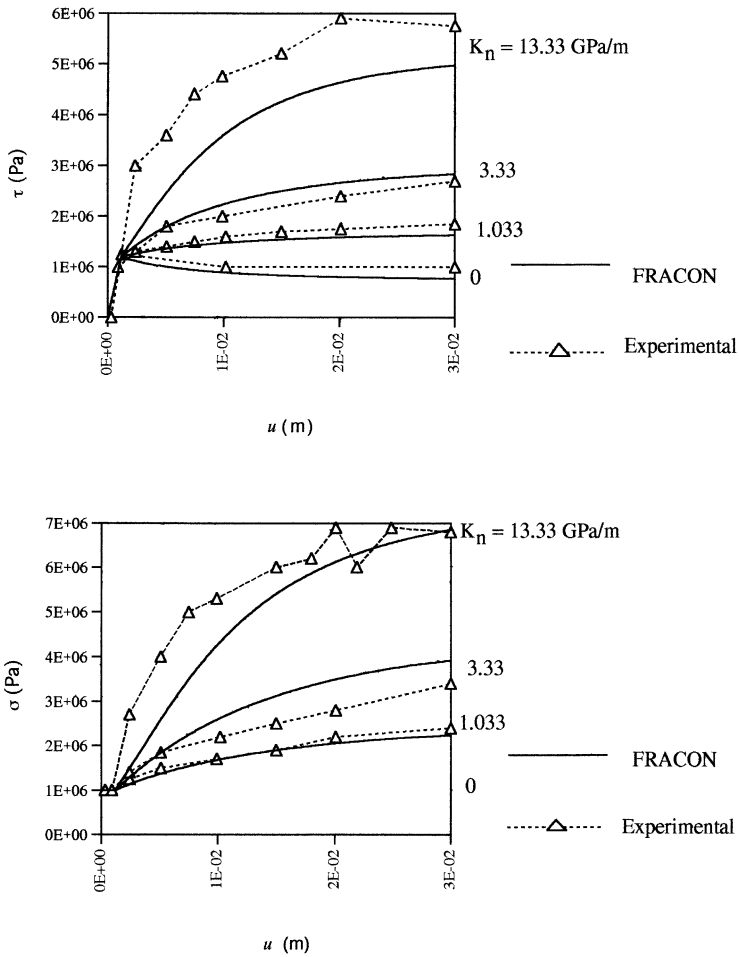 6E+06
5E+06
4E+06
3E+06
2E+06
1E+06
0E+00
τ (Pa)
0E+00
1E-02
2E-02
3E-02
u (m)
Kn = 13.33 GPa/m
3.33
1.033
0
FRACON
Experimental
7E+06
6E+06
5E+06
4E+06
3E+06
2E+06
1E+06
0E+00
σ (Pa)
0E+00
1E-02
2E-02
3E-02
u (m)
Kn = 13.33 GPa/m
3.33
1.033
0
FRACON
Experimental